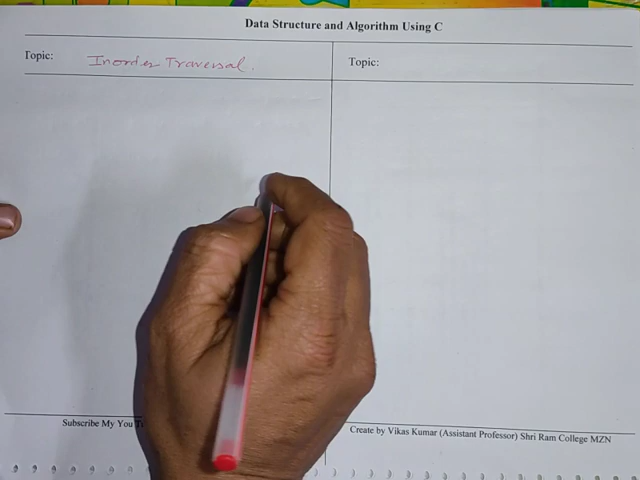 Data Structure and Algorithm Using C
Topic: Inorder Traversal.
Topic:
Subscribe My You
Create by Vikas Kumar (Assistant Professor) Shri Ram College MZN